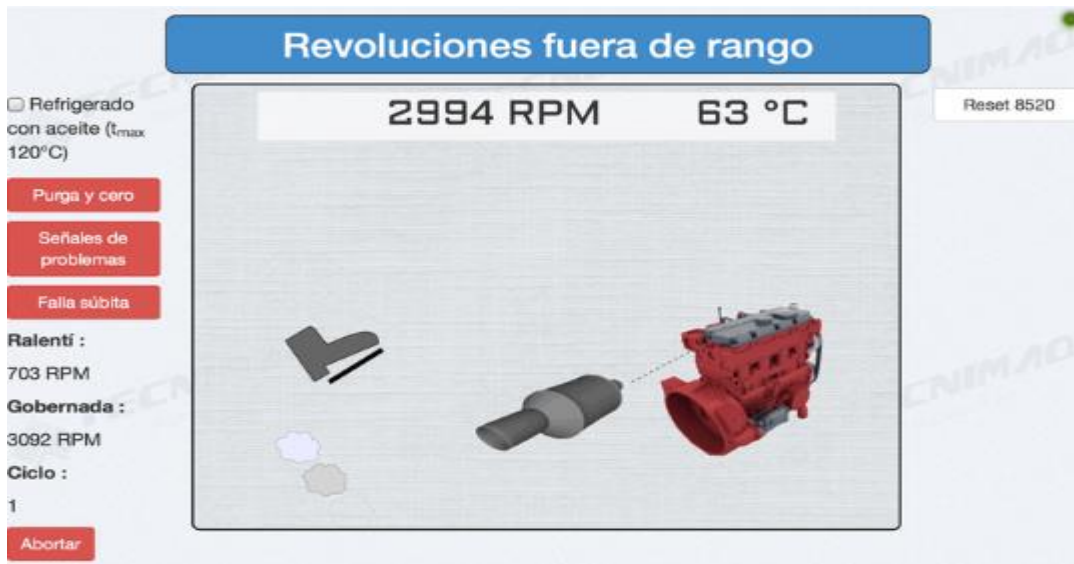 Revoluciones fuera de rango
Refrigerado
con aceite (tmax
120°C)
2994 RPM 63 °C
Reset 8520
Purga y cero
Señales de
problemas
Falla súbita
Ralentí :
703 RPM
Gobernada :
3092 RPM
Ciclo :
1
Abortar